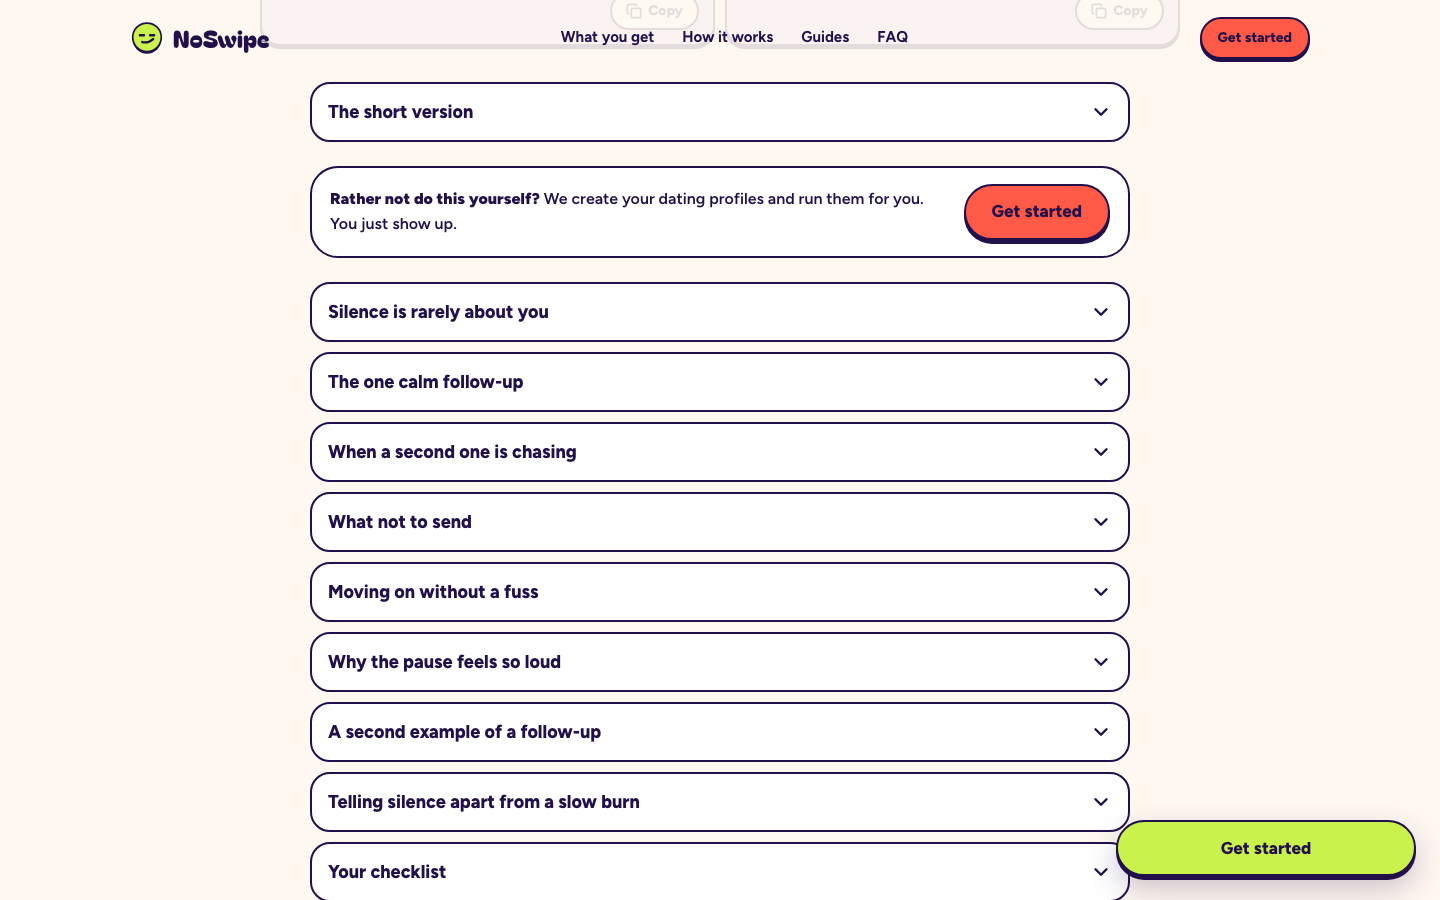 Copy
Copy
NoSwipe
What you get
How it works
Guides
FAQ
Get started
The short version
Rather not do this yourself? We create your dating profiles and run them for you.
You just show up.
Get started
Silence is rarely about you
The one calm follow-up
When a second one is chasing
What not to send
Moving on without a fuss
Why the pause feels so loud
A second example of a follow-up
Telling silence apart from a slow burn
Your checklist
Get started